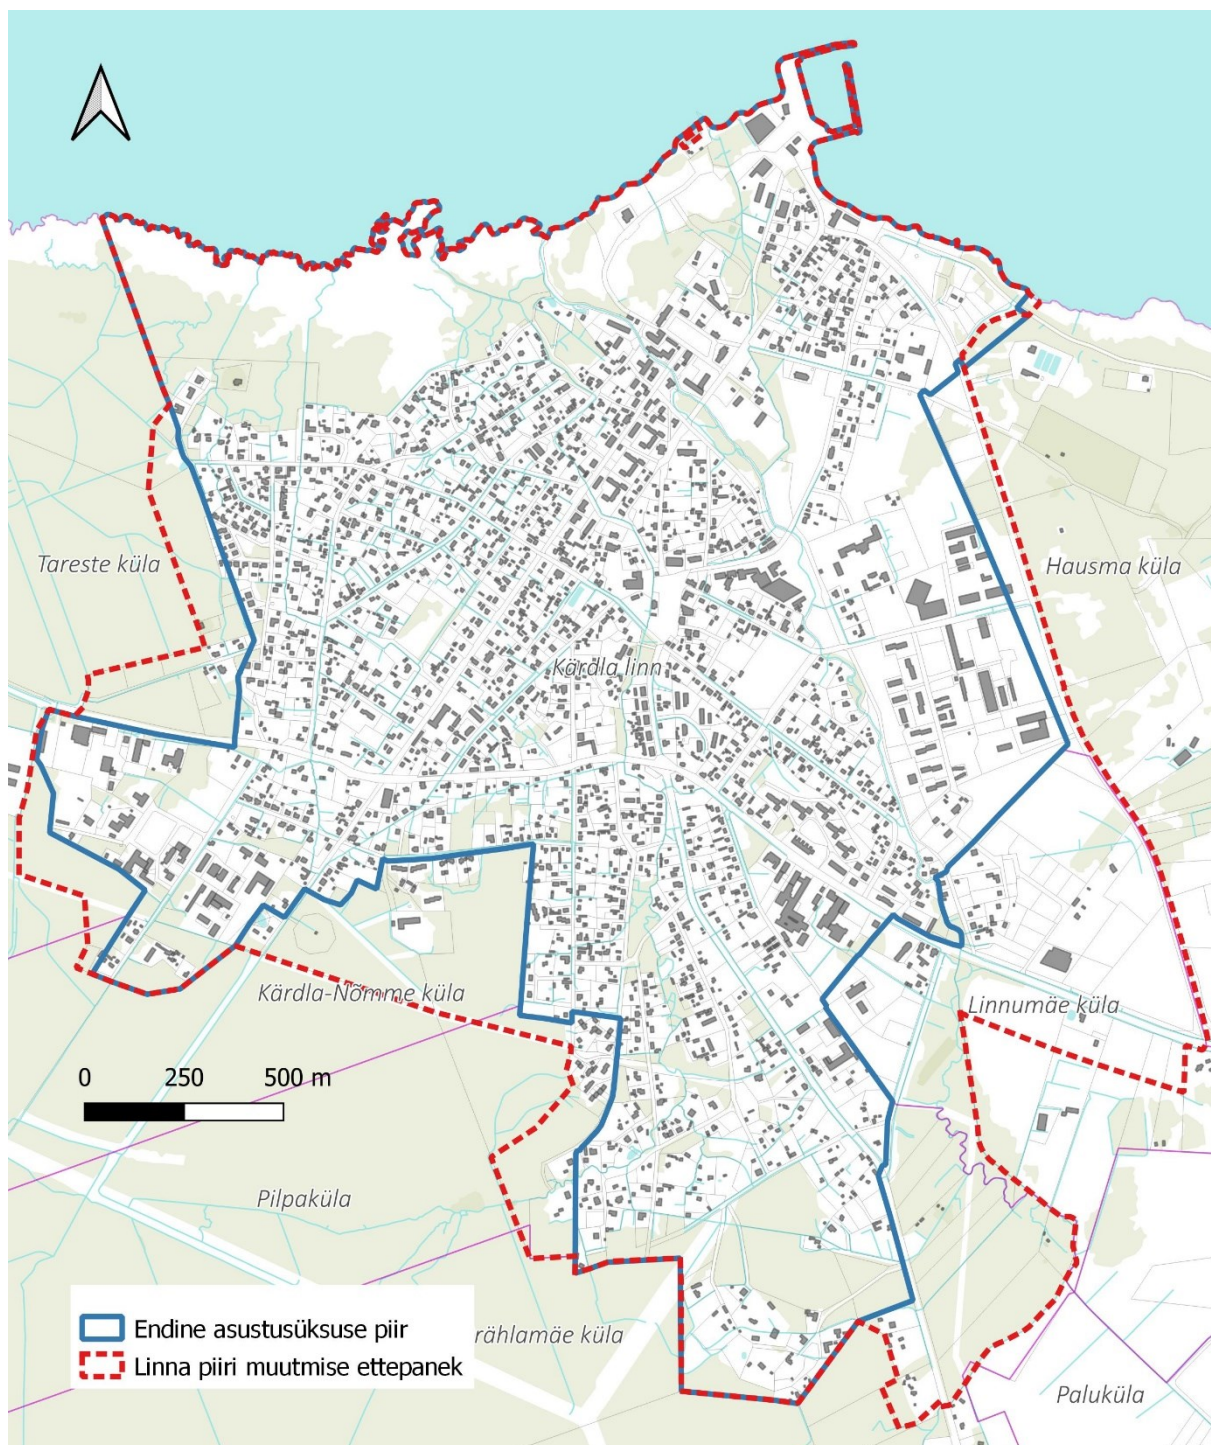 Tareste küla
Hausma küla
Kärdla linn
Kärdla-Nõmme küla
Linnumäe küla
0 250 500 m
Pilpaküla
Endine asustusüksuse piir
rählamäe küla
Linna piiri muutmise ettepanek
Paluküla